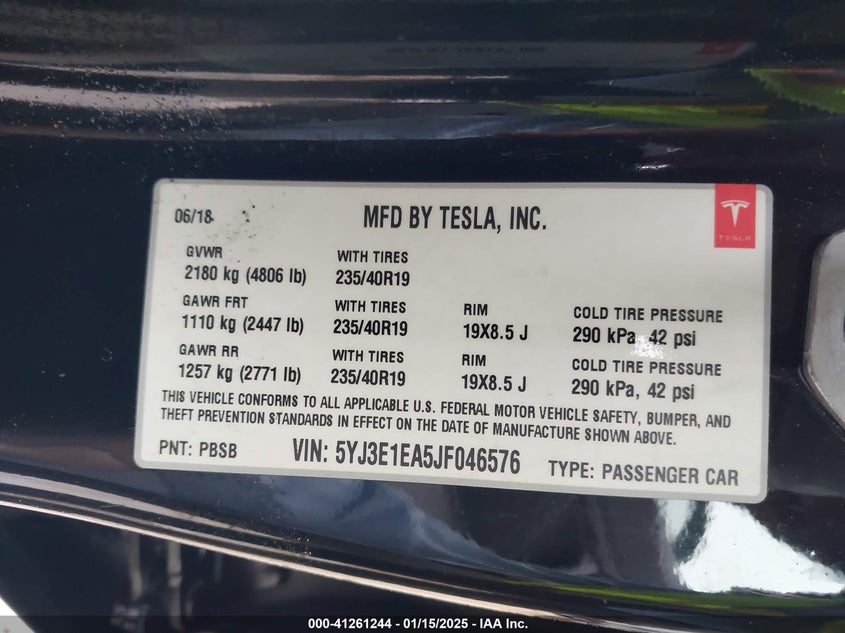 06/18
MFD BY TESLA, INC.
TESLA
GVWR
2180 kg (4806 lb)
WITH TIRES
235/40R19
GAWR FRT
1110 kg (2447 lb)
WITH TIRES
235/40R19
RIM
19X8.5 J
COLD TIRE PRESSURE
290 kPa, 42 psi
GAWR RR
1257 kg (2771 lb)
WITH TIRES
235/40R19
RIM
19X8.5 J
COLD TIRE PRESSURE
290 kPa, 42 psi
THIS VEHICLE CONFORMS TO ALL APPLICABLE U.S. FEDERAL MOTOR VEHICLE SAFETY, BUMPER, AND
THEFT PREVENTION STANDARDS IN EFFECT ON THE DATE OF MANUFACTURE SHOWN ABOVE.
PNT: PBSB
VIN: 5YJ3E1EA5JF046576
TYPE: PASSENGER CAR
000-41261244 - 01/15/2025 - IAA Inc.